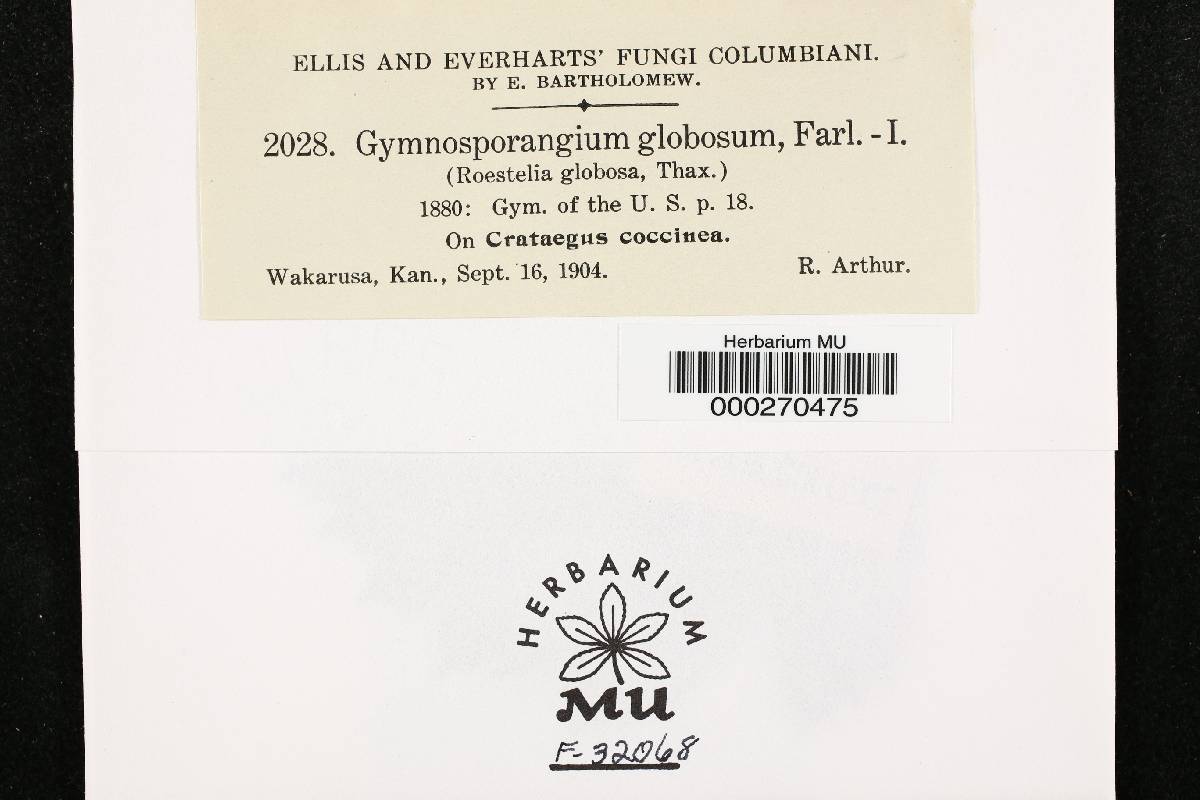 ELLIS AND EVERHARTS' FUNGI COLUMBIANI.
BY E. BARTHOLOMEW.
2028. Gymnosporangium globosum, Farl. - I.
(Roestelia globosa, Thax.)
1880: Gym. of the U. S. p. 18.
On Crataegus coccinea.
Wakarusa, Kan., Sept. 16, 1904. R. Arthur.
Herbarium MU
000270475
HERBARIUM
MU
F-32068